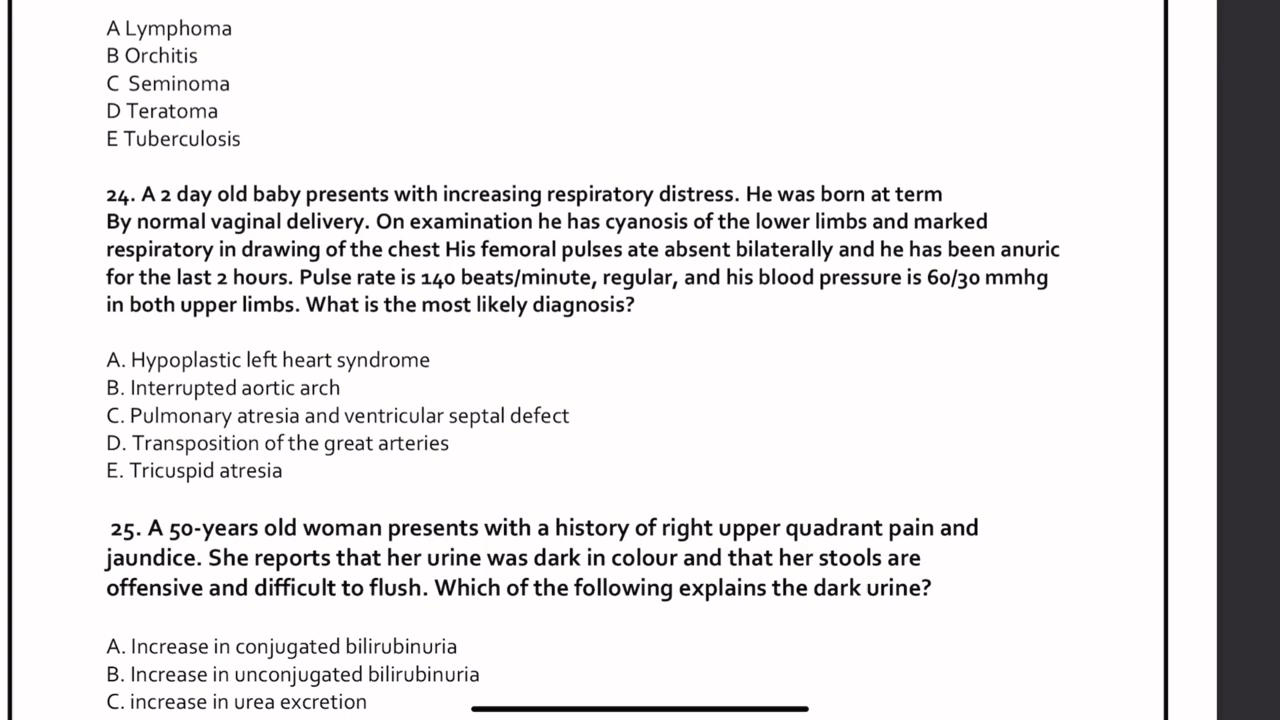 A Lymphoma
B Orchitis
C Seminoma
D Teratoma
E Tuberculosis
24. A 2 day old baby presents with increasing respiratory distress. He was born at term
By normal vaginal delivery. On examination he has cyanosis of the lower limbs and marked
respiratory in drawing of the chest His femoral pulses ate absent bilaterally and he has been anuric
for the last 2 hours. Pulse rate is 140 beats/minute, regular, and his blood pressure is 60/30 mmhg
in both upper limbs. What is the most likely diagnosis?
A. Hypoplastic left heart syndrome
B. Interrupted aortic arch
C. Pulmonary atresia and ventricular septal defect
D. Transposition of the great arteries
E. Tricuspid atresia
25. A 50-years old woman presents with a history of right upper quadrant pain and
jaundice. She reports that her urine was dark in colour and that her stools are
offensive and difficult to flush. Which of the following explains the dark urine?
A. Increase in conjugated bilirubinuria
B. Increase in unconjugated bilirubinuria
C. increase in urea excretion